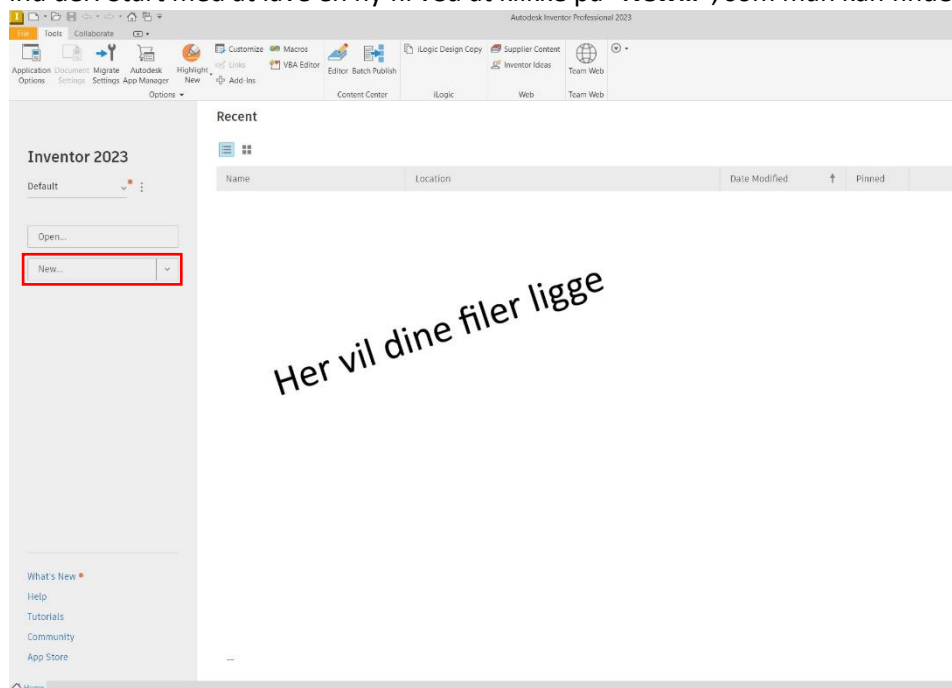 Autodesk Inventor Professional 2023
File Tools Collaborate
Customize Macros iLogic Design Copy Supplier Content
Links VBA Editor Inventor Ideas
Add-Ins
Application Options Document Settings Migrate Settings Autodesk App Manager Highlight New Editor Batch Publish Team Web
Options Content Center iLogic Web Team Web
Recent
Inventor 2023
Default
Name Location Date Modified Pinned
Open...
New...
Her vil dine filer ligge
What's New
Help
Tutorials
Community
App Store
Home